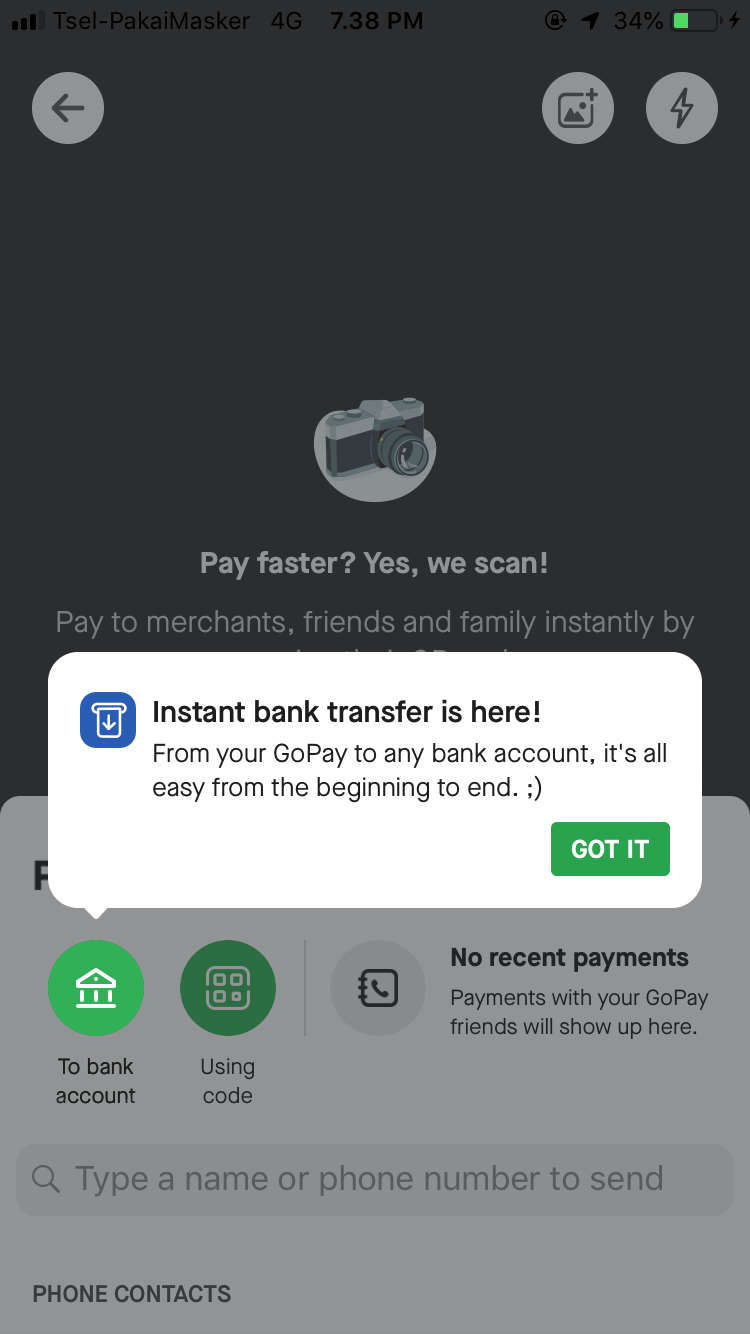 Tsel-PakaiMasker 4G 7.38 PM 34%
Pay faster? Yes, we scan!
Pay to merchants, friends and family instantly by
Instant bank transfer is here!
From your GoPay to any bank account, it's all
easy from the beginning to end. ;)
GOT IT
To bank
account
Using
code
No recent payments
Payments with your GoPay
friends will show up here.
Type a name or phone number to send
PHONE CONTACTS